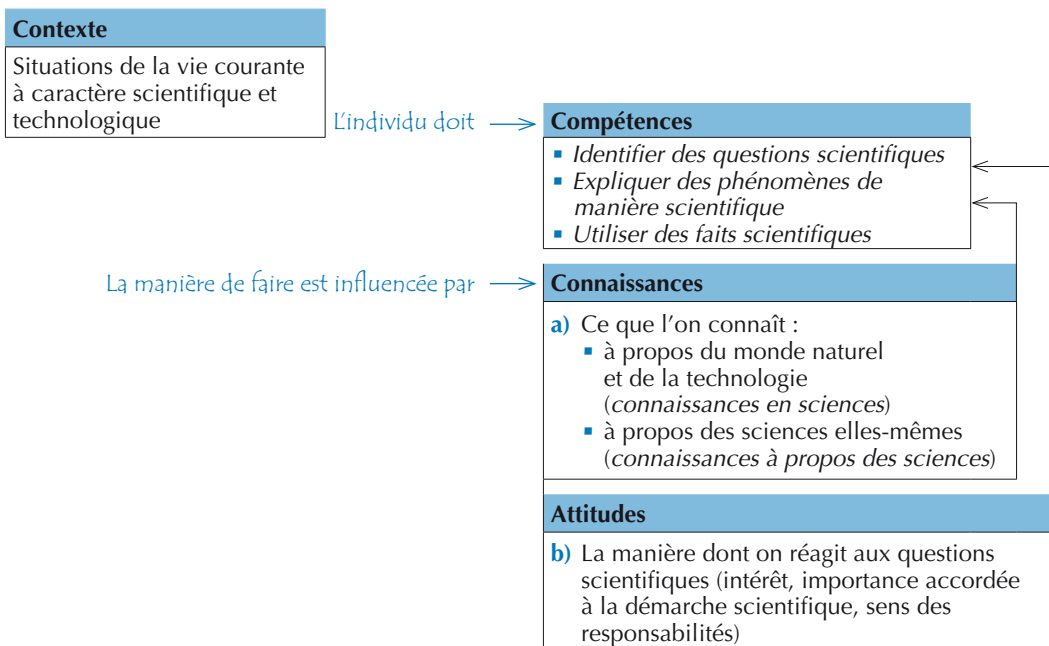 Contexte
Situations de la vie courante
à caractère scientifique et
technologique
L'individu doit
Compétences
▪ Identifier des questions scientifiques
▪ Expliquer des phénomènes de
manière scientifique
▪ Utiliser des faits scientifiques
La manière de faire est influencée par
Connaissances
a) Ce que l'on connaît :
▪ à propos du monde naturel
et de la technologie
(connaissances en sciences)
▪ à propos des sciences elles-mêmes
(connaissances à propos des sciences)
Attitudes
b) La manière dont on réagit aux questions
scientifiques (intérêt, importance accordée
à la démarche scientifique, sens des
responsabilités)